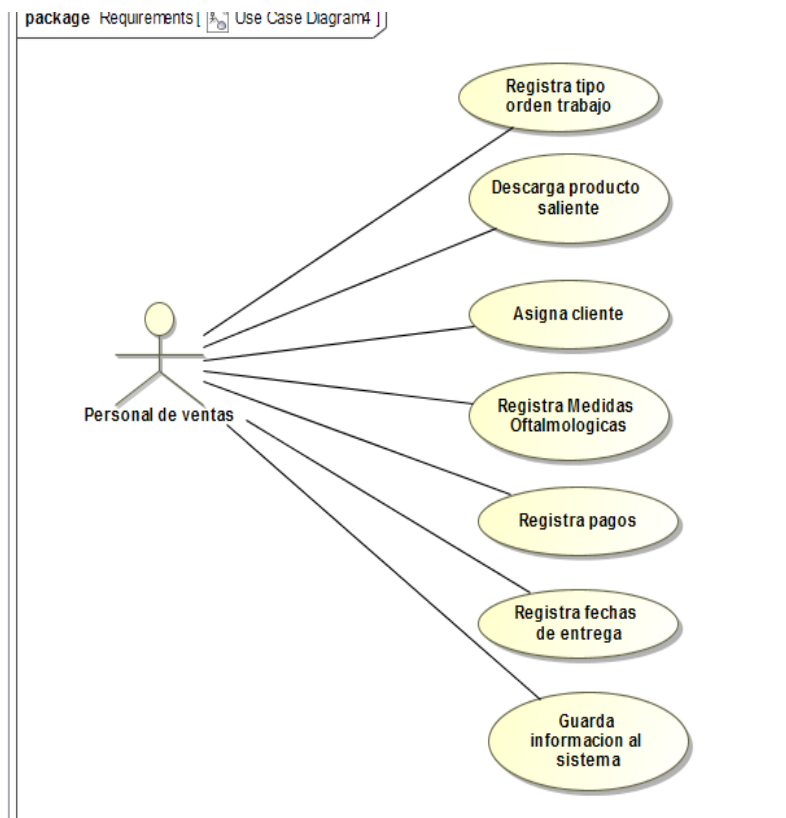 package Requirements [ Use Case Diagram4 ]
Registra tipo
orden trabajo
Descarga producto
saliente
Asigna cliente
Registra Medidas
Oftalmologicas
Personal de ventas
Registra pagos
Registra fechas
de entrega
Guarda
informacion al
sistema